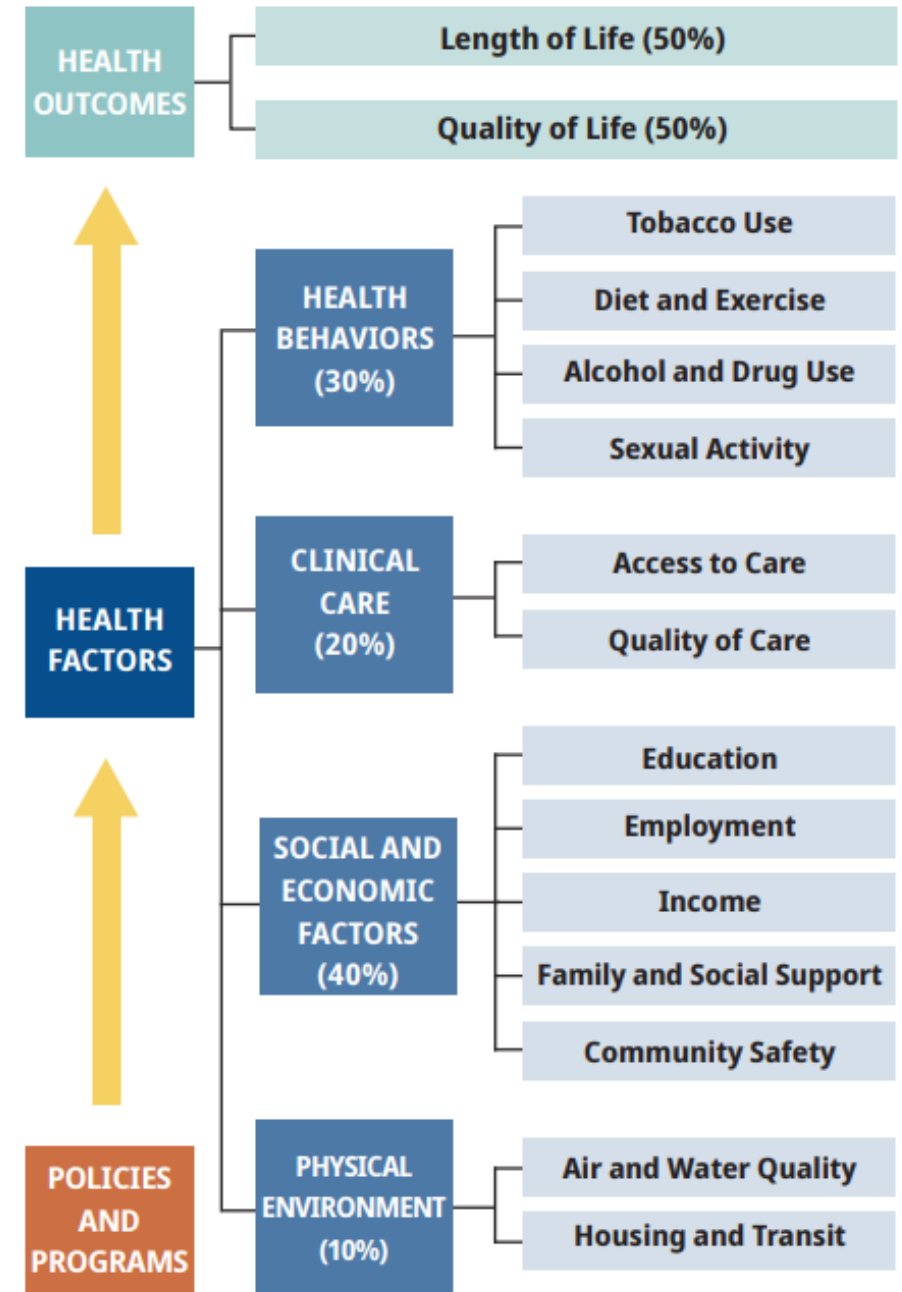 HEALTH
OUTCOMES
Length of Life (50%)
Quality of Life (50%)
HEALTH
BEHAVIORS
(30%)
Tobacco Use
Diet and Exercise
Alcohol and Drug Use
Sexual Activity
HEALTH
FACTORS
CLINICAL
CARE
(20%)
Access to Care
Quality of Care
SOCIAL AND
ECONOMIC
FACTORS
(40%)
Education
Employment
Income
Family and Social Support
Community Safety
POLICIES
AND
PROGRAMS
PHYSICAL
ENVIRONMENT
(10%)
Air and Water Quality
Housing and Transit